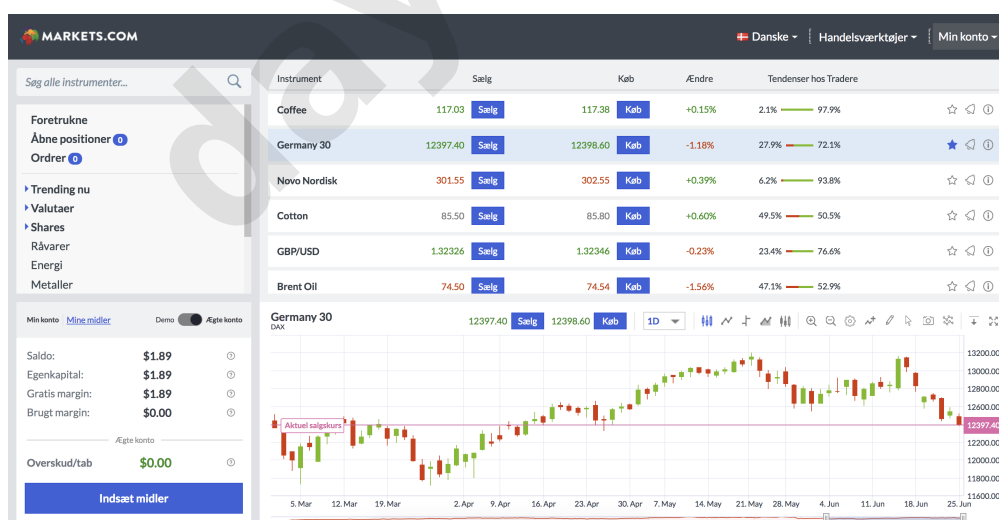 MARKETS.COM
Danske
Handelsværktøjer
Min konto
Søg alle instrumenter...
Foretrukne
Åbne positioner 0
Ordrer 0
Trending nu
Valutaer
Shares
Råvarer
Energi
Metaller
Instrument Sælg Køb Ændre Tendenser hos Tradere
Coffee 117.03 Sælg 117.38 Køb +0.15% 2.1% 97.9%
Germany 30 12397.40 Sælg 12398.60 Køb -1.18% 27.9% 72.1%
Novo Nordisk 301.55 Sælg 302.55 Køb +0.39% 6.2% 93.8%
Cotton 85.50 Sælg 85.80 Køb +0.60% 49.5% 50.5%
GBP/USD 1.32326 Sælg 1.32346 Køb -0.23% 23.4% 76.6%
Brent Oil 74.50 Sælg 74.54 Køb -1.56% 47.1% 52.9%
Min konto Mine midler Demo Ægte konto
Saldo: $1.89
Egenkapital: $1.89
Gratis margin: $1.89
Brugt margin: $0.00
Ægte konto
Overskud/tab $0.00
Indsæt midler
Germany 30 12397.40 Sælg 12398.60 Køb 1D
DAX
Aktuel salgskurs
13200.00
13000.00
12800.00
12600.00
12397.40
12200.00
12000.00
11800.00
11600.00
5. Mar 12. Mar 19. Mar 2. Apr 9. Apr 16. Apr 23. Apr 30. Apr 7. May 14. May 21. May 28. May 4. Jun 11. Jun 18. Jun 25. Jun
day